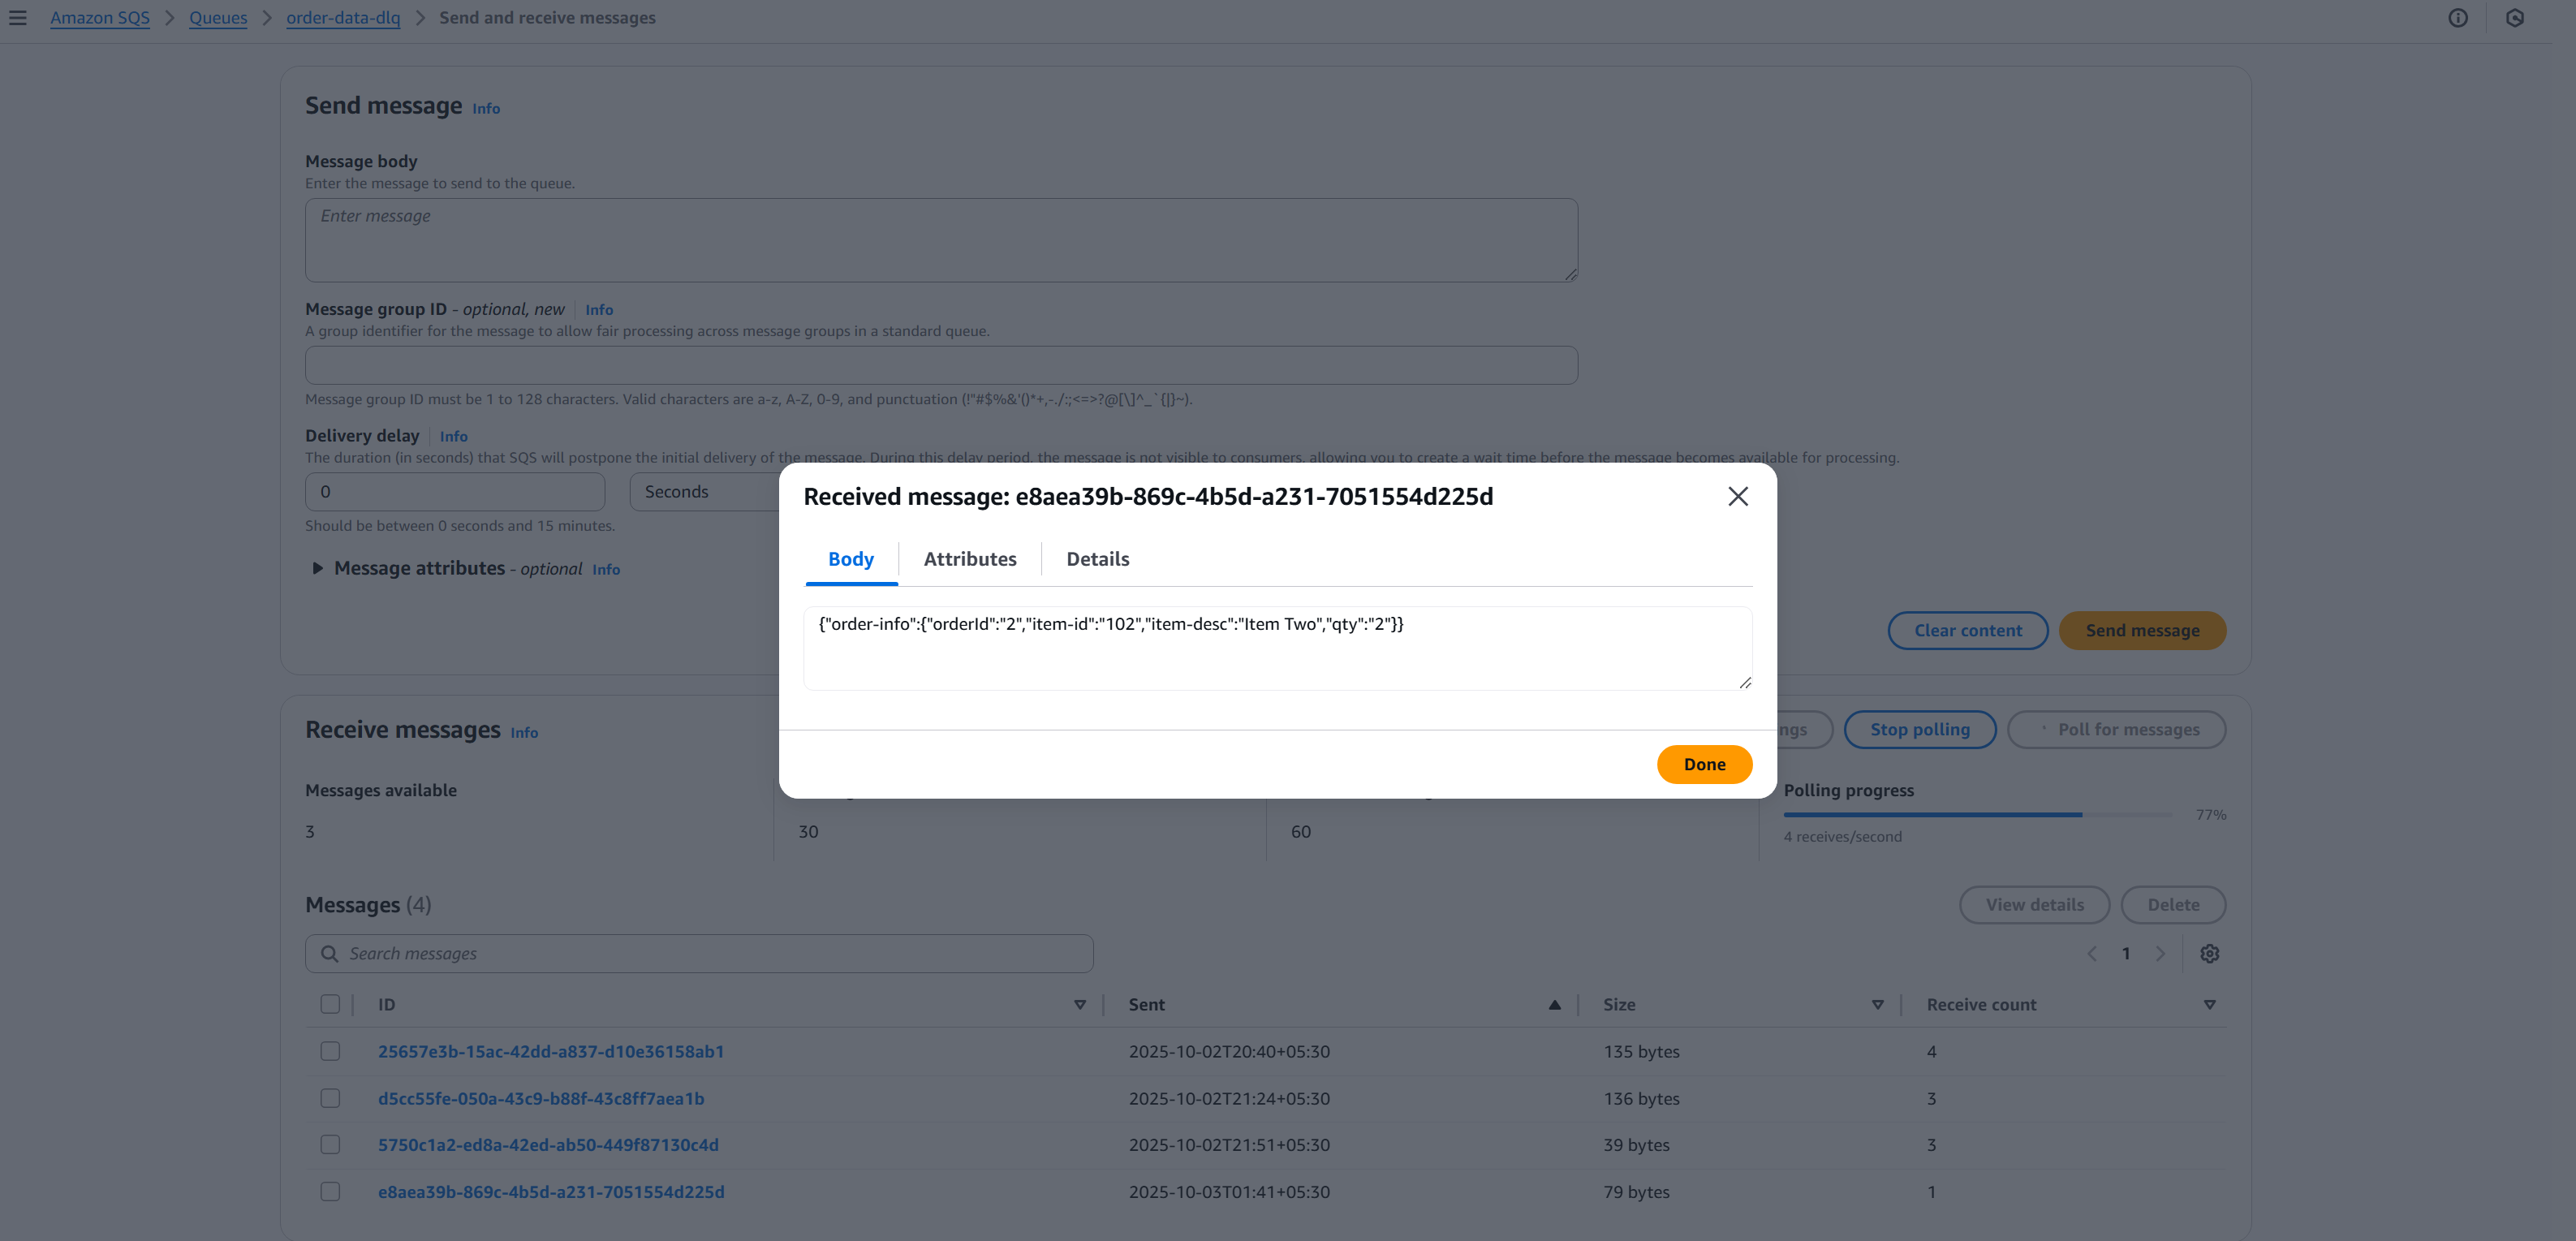 Amazon SQS > Queues > order-data-dlq > Send and receive messages
Send message Info
Message body
Enter the message to send to the queue.
Enter message
Message group ID - optional, new Info
A group identifier for the message to allow fair processing across message groups in a standard queue.
Message group ID must be 1 to 128 characters. Valid characters are a-z, A-Z, 0-9, and punctuation (!"#$%&'()*+,-./:;<=>?@[\]^_`{|}~).
Delivery delay Info
The duration (in seconds) that SQS will postpone the initial delivery of the message. During this delay period, the message is not visible to consumers, allowing you to create a wait time before the message becomes available for processing.
0 Seconds
Should be between 0 seconds and 15 minutes.
Message attributes - optional Info
Clear content Send message
Received message: e8aea39b-869c-4b5d-a231-7051554d225d
Body Attributes Details
{"order-info":{"orderId":"2","item-id":"102","item-desc":"Item Two","qty":"2"}}
Done
Receive messages Info
Stop polling Poll for messages
Messages available
3
30
60
Polling progress
77%
4 receives/second
Messages (4)
View details Delete
Search messages
1
ID Sent Size Receive count
25657e3b-15ac-42dd-a837-d10e36158ab1 2025-10-02T20:40+05:30 135 bytes 4
d5cc55fe-050a-43c9-b88f-43c8ff7aea1b 2025-10-02T21:24+05:30 136 bytes 3
5750c1a2-ed8a-42ed-ab50-449f87130c4d 2025-10-02T21:51+05:30 39 bytes 3
e8aea39b-869c-4b5d-a231-7051554d225d 2025-10-03T01:41+05:30 79 bytes 1